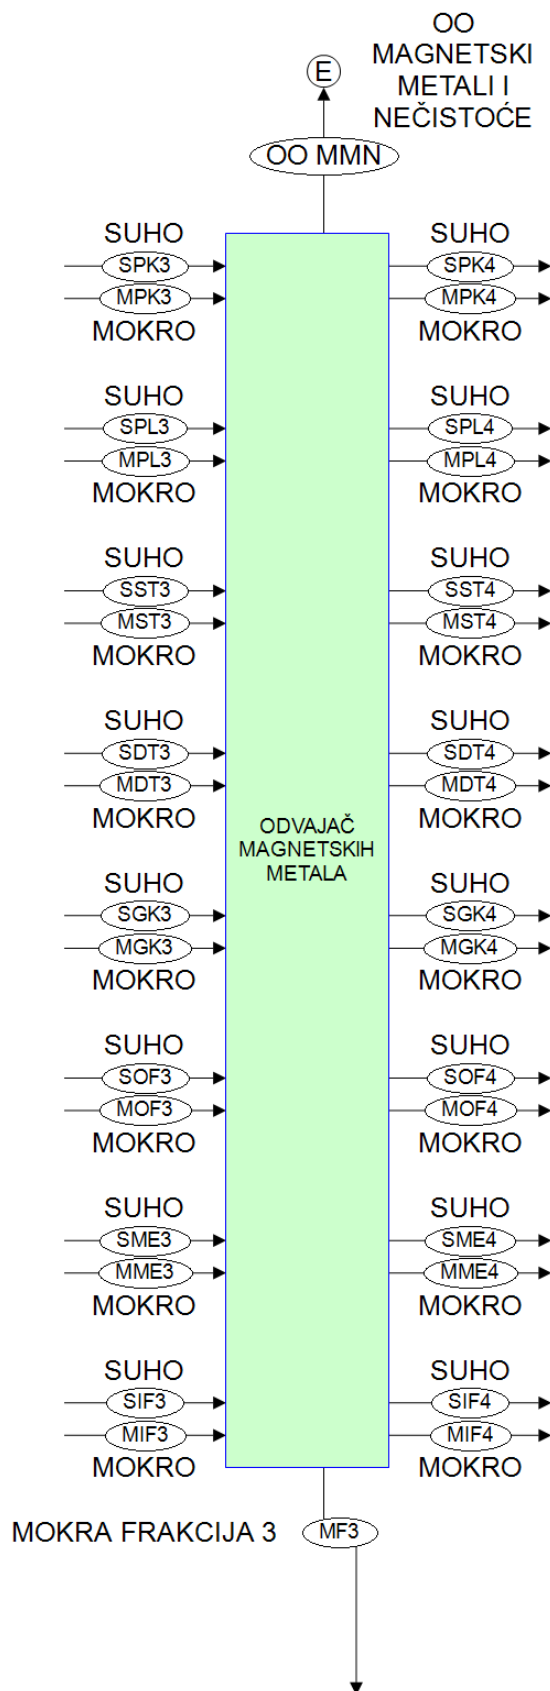 OO
MAGNETSKI
METALI I
NEČISTOĆE
E
OO MMN
SUHO SUHO
SPK3 SPK4
MPK3 MPK4
MOKRO MOKRO
SUHO SUHO
SPL3 SPL4
MPL3 MPL4
MOKRO MOKRO
SUHO SUHO
SST3 SST4
MST3 MST4
MOKRO MOKRO
SUHO SUHO
SDT3 SDT4
MDT3 MDT4
MOKRO MOKRO
ODVAJAČ
MAGNETSKIH
METALA
SUHO SUHO
SGK3 SGK4
MGK3 MGK4
MOKRO MOKRO
SUHO SUHO
SOF3 SOF4
MOF3 MOF4
MOKRO MOKRO
SUHO SUHO
SME3 SME4
MME3 MME4
MOKRO MOKRO
SUHO SUHO
SIF3 SIF4
MIF3 MIF4
MOKRO MOKRO
MOKRA FRAKCIJA 3 MF3